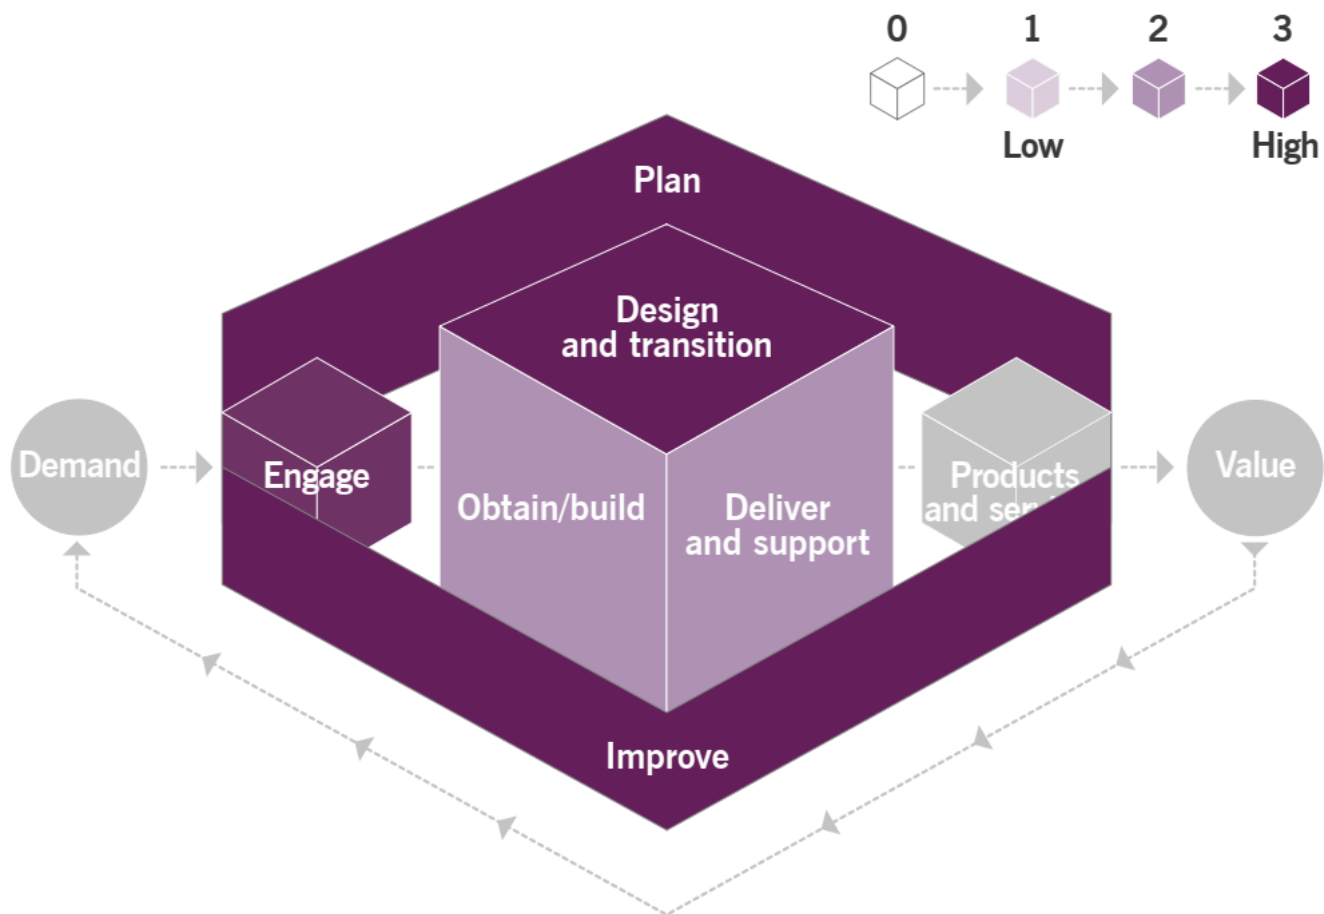 0 1 2 3
Low High
Plan
Design
and transition
Demand
Engage
Obtain/build
Deliver
and support
Products
and
Value
Improve